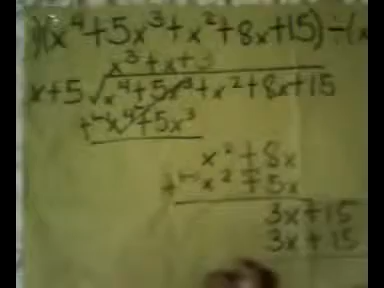 )(x⁴+5x³+x²+8x+15)÷(x
x³+x+3
x+5√x⁴+5x³+x²+8x+15
+-x⁴+5x³
x²+8x
+-x²+5x
3x+15
3x+15